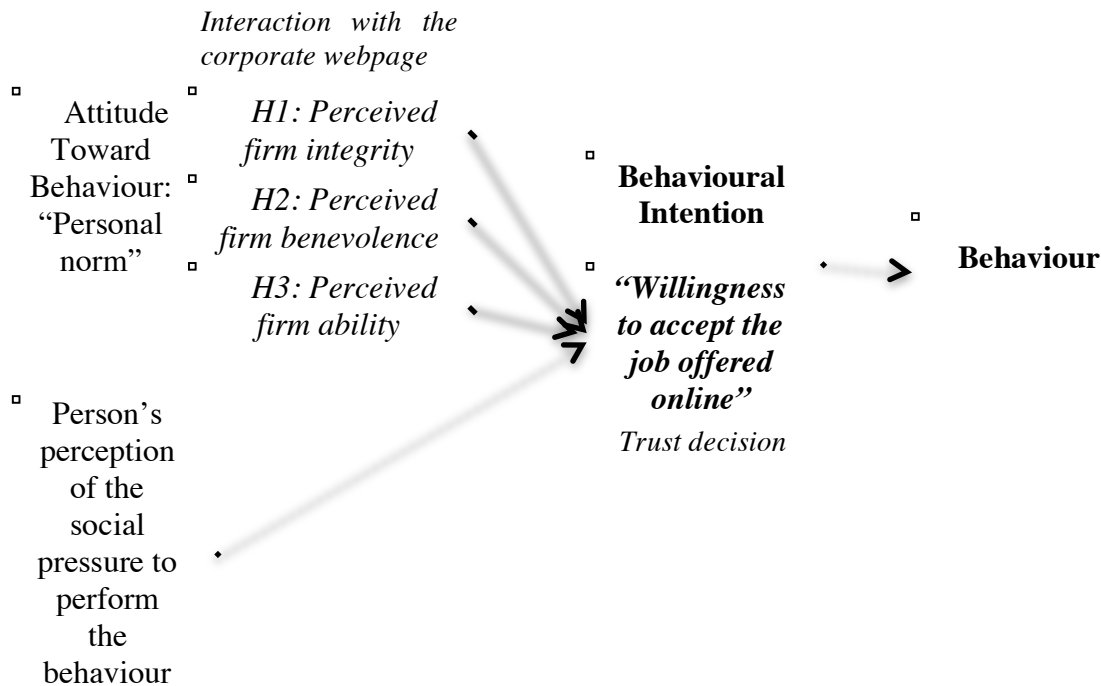 Interaction with the
corporate webpage
Attitude
Toward
Behaviour:
“Personal
norm”
H1: Perceived
firm integrity
H2: Perceived
firm benevolence
H3: Perceived
firm ability
Person’s
perception
of the
social
pressure to
perform
the
behaviour
Behavioural
Intention
“Willingness
to accept the
job offered
online”
Trust decision
Behaviour